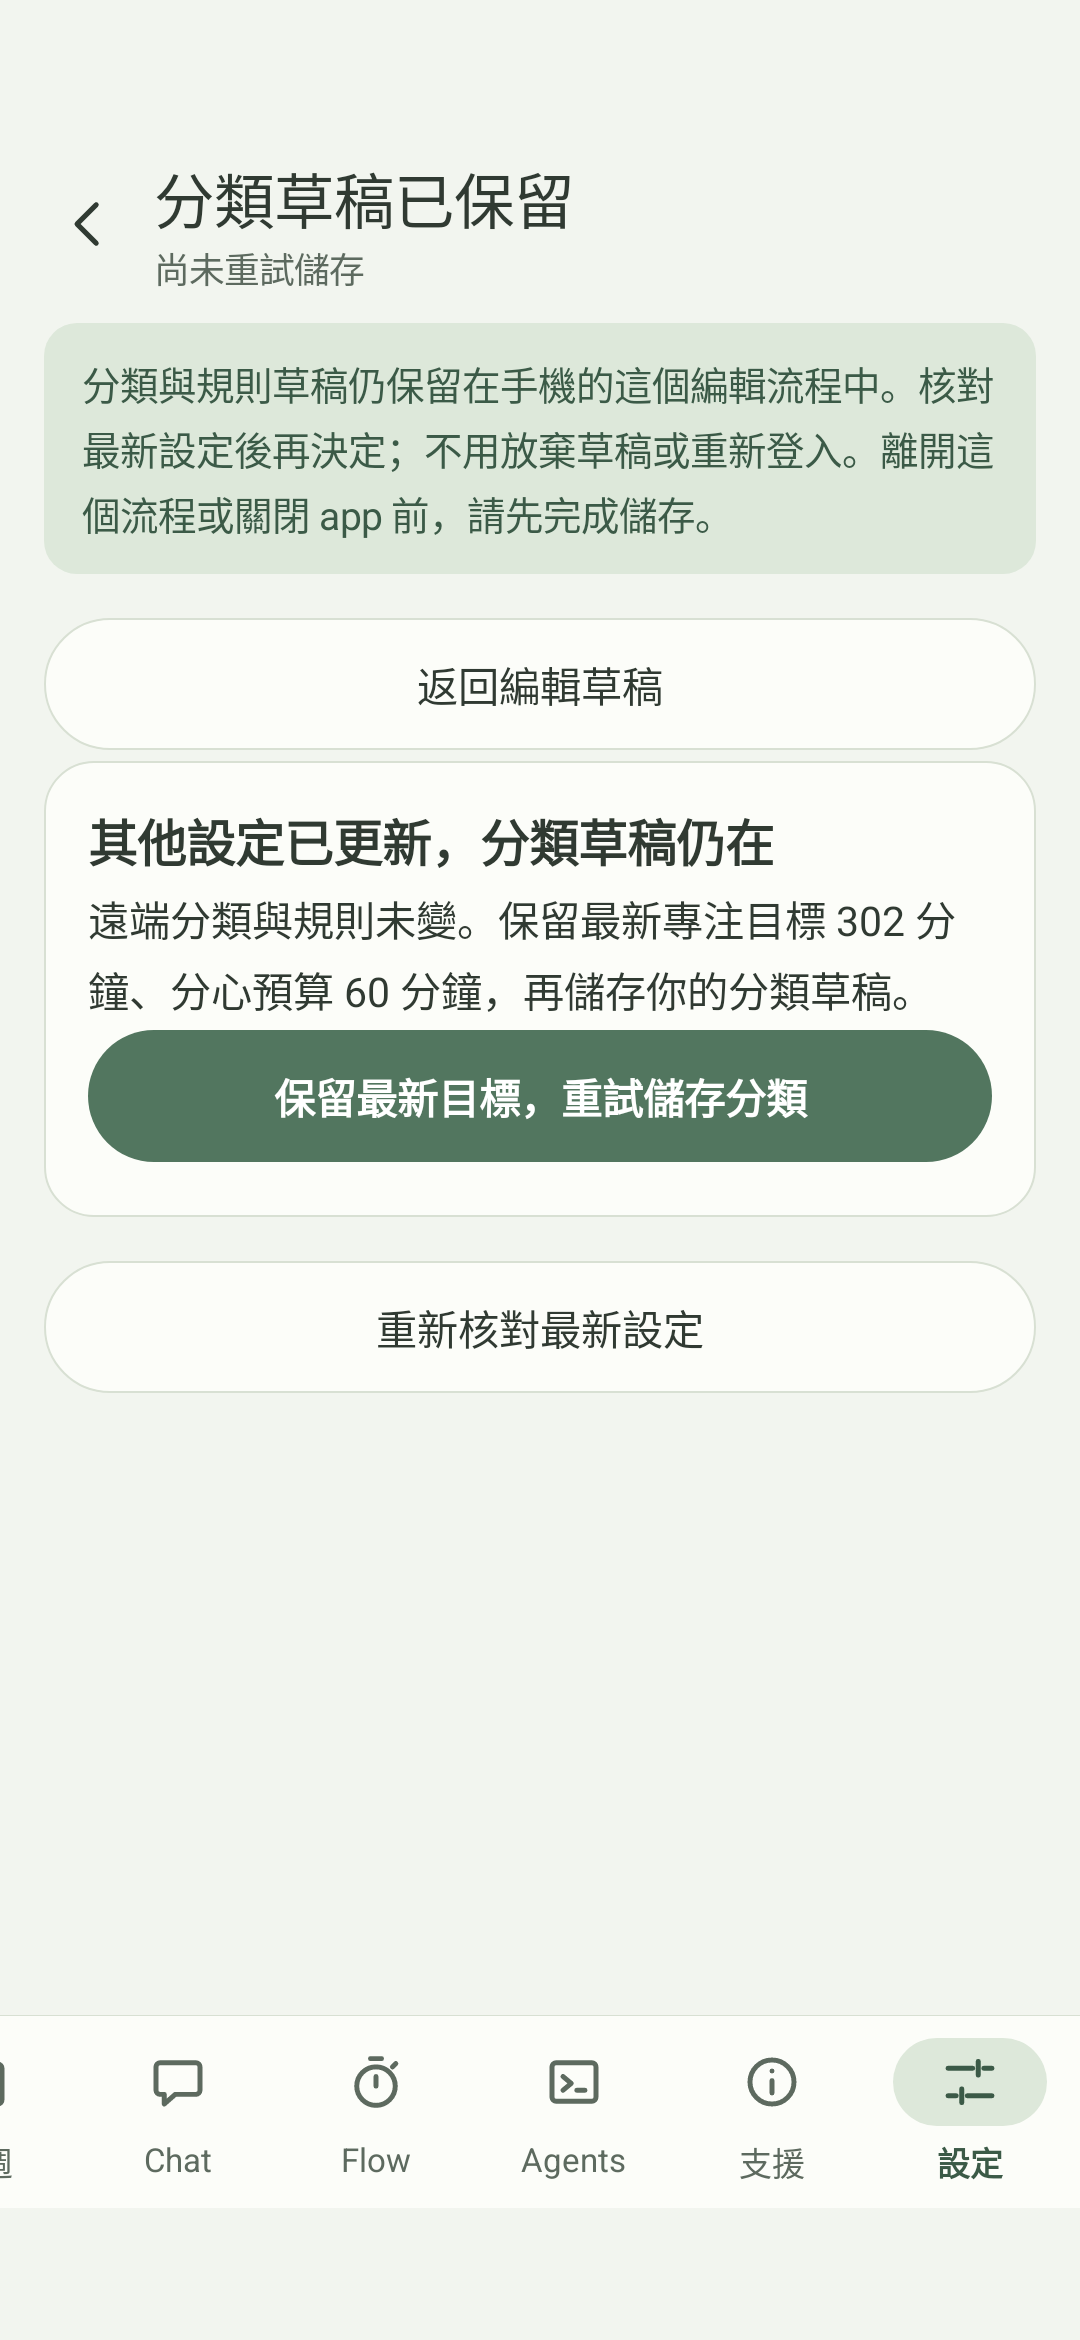 分類草稿已保留
尚未重試儲存
分類與規則草稿仍保留在手機的這個編輯流程中。核對
最新設定後再決定；不用放棄草稿或重新登入。離開這
個流程或關閉 app 前，請先完成儲存。
返回編輯草稿
其他設定已更新，分類草稿仍在
遠端分類與規則未變。保留最新專注目標 302 分
鐘、分心預算 60 分鐘，再儲存你的分類草稿。
保留最新目標，重試儲存分類
重新核對最新設定
Chat
Flow
Agents
支援
設定